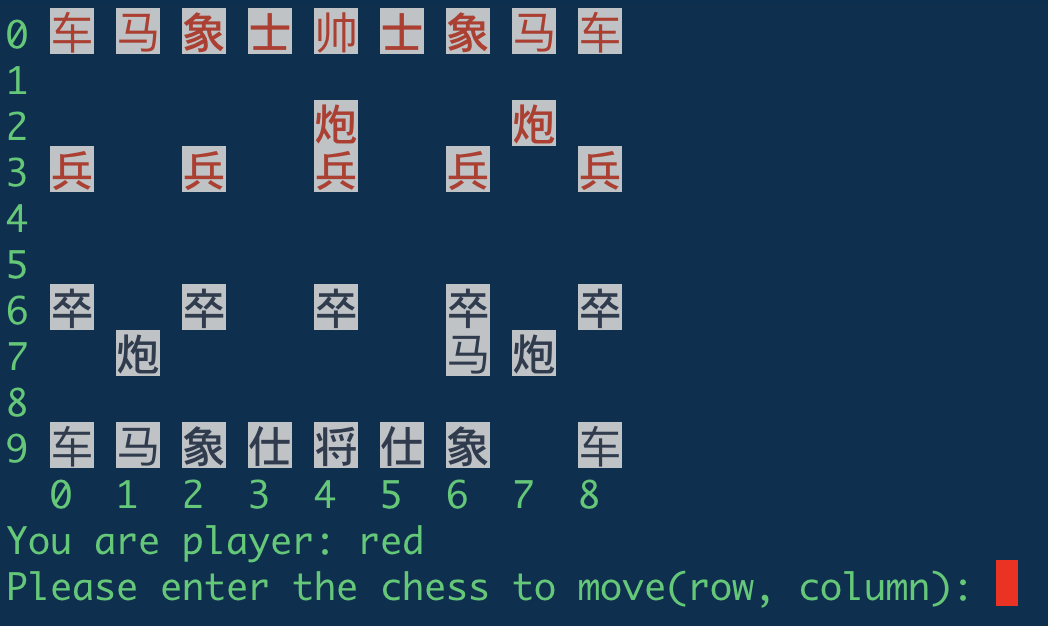 0 车 马 象 士 帅 士 象 马 车
1
2 炮 炮
3 兵 兵 兵 兵 兵
4
5
6 卒 卒 卒 卒 卒
7 炮 马 炮
8
9 车 马 象 仕 将 仕 象 车
0 1 2 3 4 5 6 7 8
You are player: red
Please enter the chess to move(row, column):